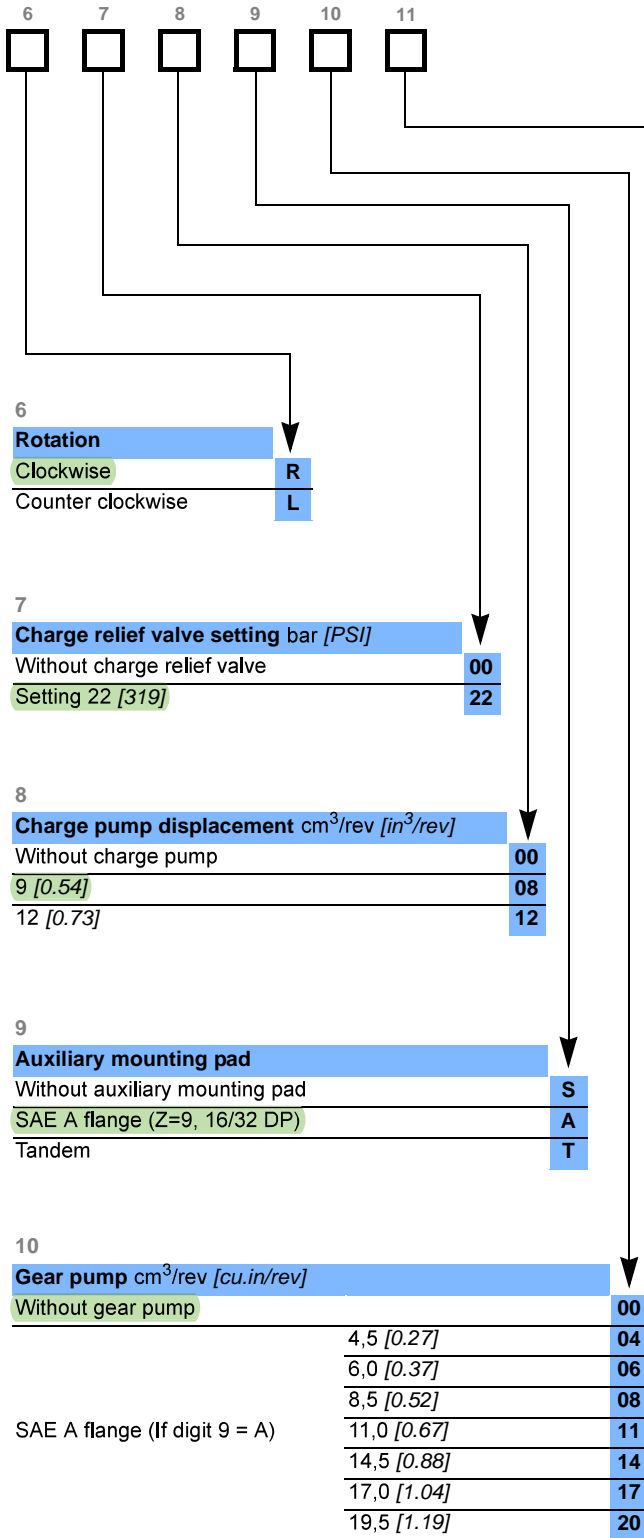 6 7 8 9 10 11
6
Rotation
Clockwise R
Counter clockwise L
7
Charge relief valve setting bar [PSI]
Without charge relief valve 00
Setting 22 [319] 22
8
Charge pump displacement cm³/rev [in³/rev]
Without charge pump 00
9 [0.54] 08
12 [0.73] 12
9
Auxiliary mounting pad
Without auxiliary mounting pad S
SAE A flange (Z=9, 16/32 DP) A
Tandem T
10
Gear pump cm³/rev [cu.in/rev]
Without gear pump 00
4,5 [0.27] 04
6,0 [0.37] 06
8,5 [0.52] 08
SAE A flange (If digit 9 = A) 11,0 [0.67] 11
14,5 [0.88] 14
17,0 [1.04] 17
19,5 [1.19] 20